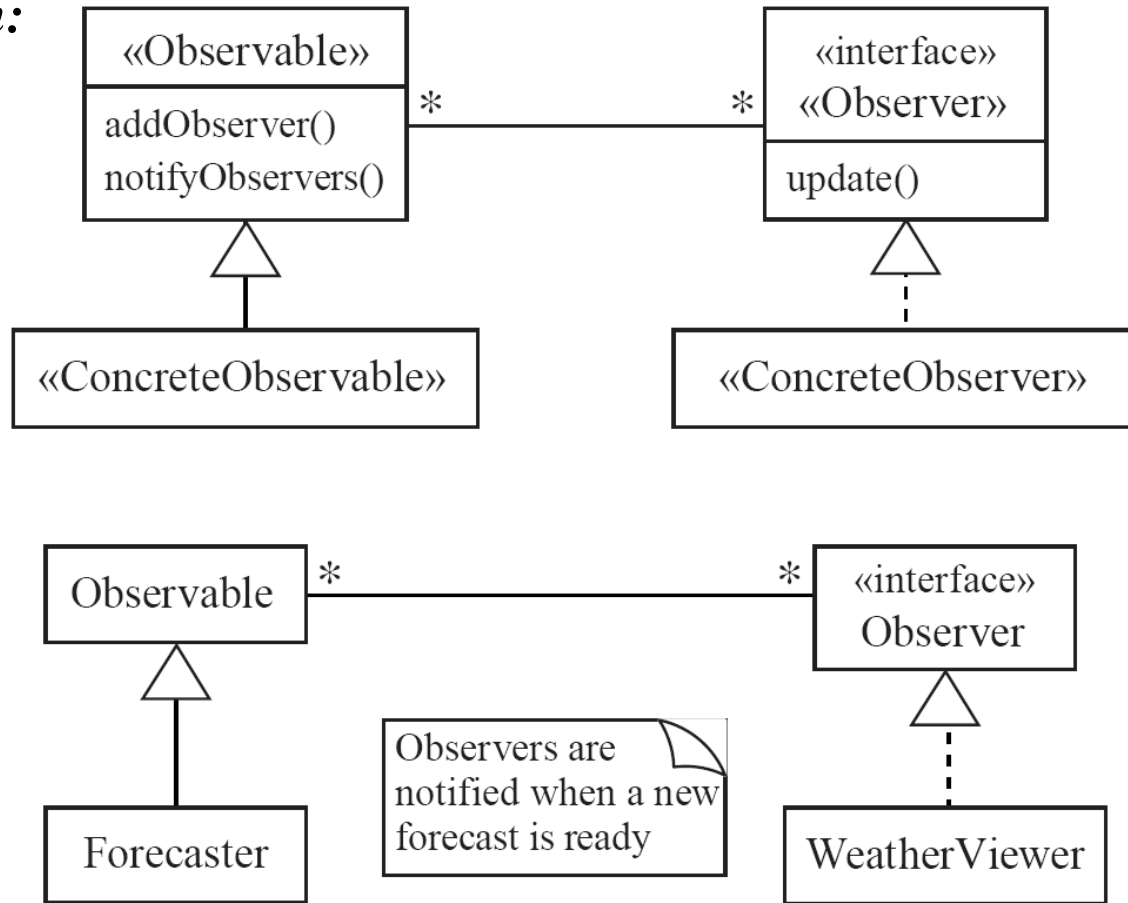 «Observable»
addObserver()
notifyObservers()
*
*
«interface»
«Observer»
update()
«ConcreteObservable»
«ConcreteObserver»
Observable
*
*
«interface»
Observer
Observers are
notified when a new
forecast is ready
Forecaster
WeatherViewer